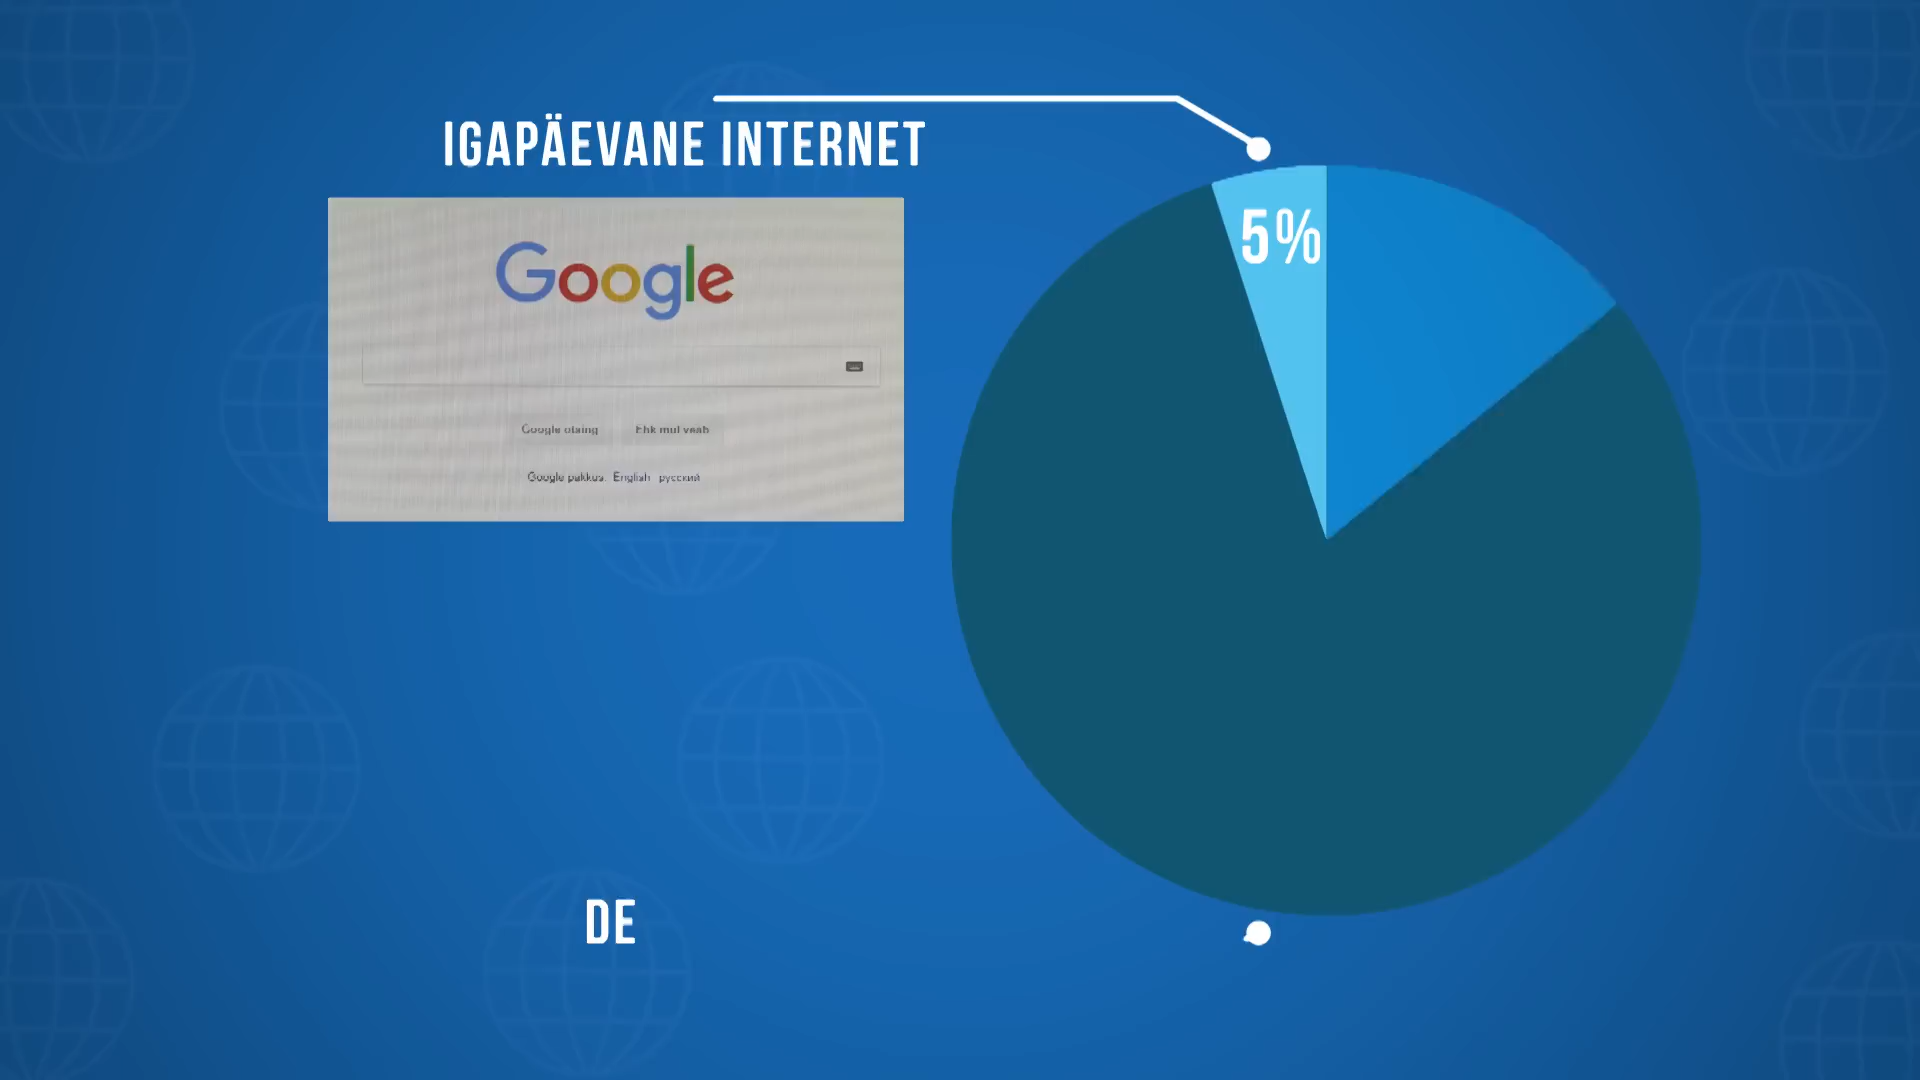 IGAPÄEVANE INTERNET
5%
Google
Google otsing Ehk mul veab
Google pakkus: English русский
DE